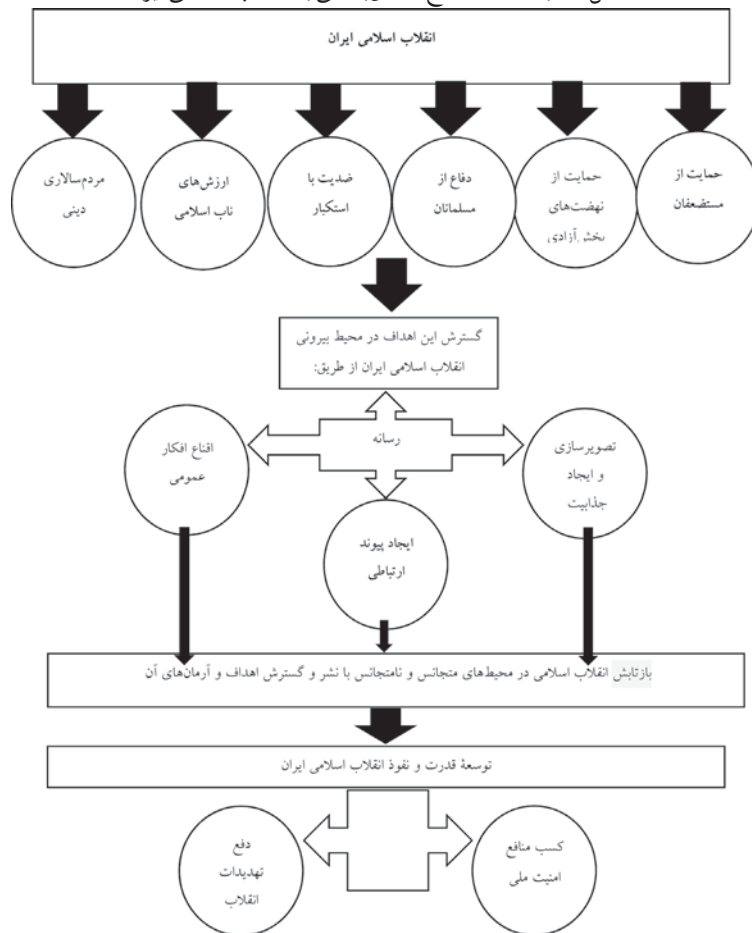 انقلاب اسلامی ایران
حمایت از
مستضعفان
حمایت از
نهضت‌های
آزادی‌بخش
دفاع از
مسلمانان
ضدیت با
استکبار
ارزش‌های
ناب اسلامی
مردم‌سالاری
دینی
گسترش این اهداف در محیط بیرونی
انقلاب اسلامی ایران از طریق:
رسانه
تصویرسازی
و ایجاد
جذابیت
اقناع افکار
عمومی
ایجاد پیوند
ارتباطی
بازتابش انقلاب اسلامی در محیط‌های متجانس و نامتجانس با نشر و گسترش اهداف و آرمان‌های آن
توسعۀ قدرت و نفوذ انقلاب اسلامی ایران
کسب منافع
امنیت ملی
دفع
تهدیدات
انقلاب